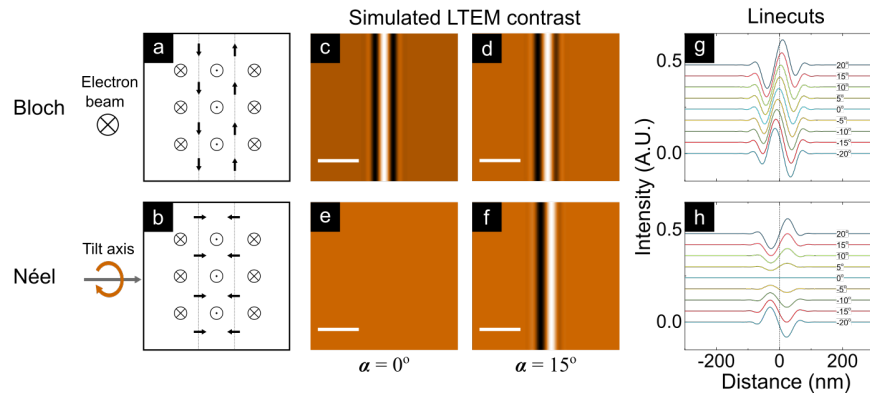 Simulated LTEM contrast
Linecuts
a
c
d
g
Bloch
Electron
beam
0.5
0.0
20°
15°
10°
5°
0°
-5°
-10°
-15°
-20°
Intensity (A.U.)
b
e
f
h
Néel
Tilt axis
0.5
0.0
20°
15°
10°
5°
0°
-5°
-10°
-15°
-20°
α = 0°
α = 15°
-200
0
200
Distance (nm)